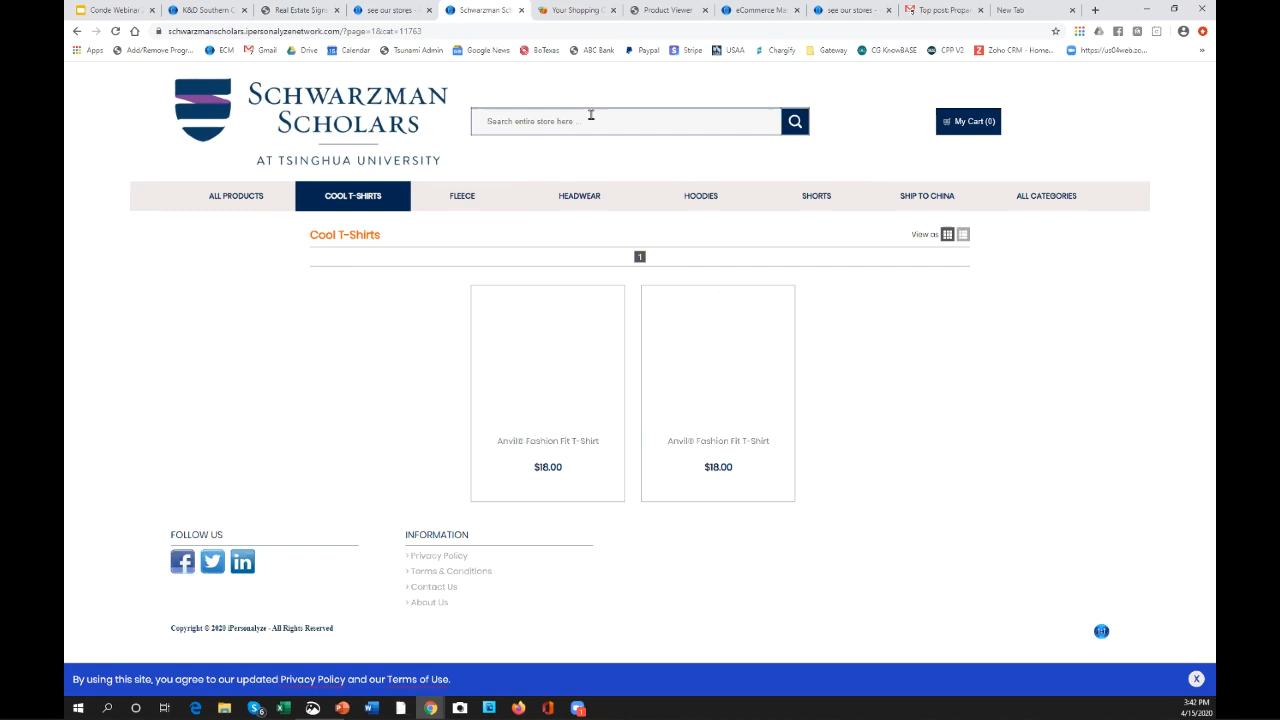 Conde Webinar
K&D Southern C
Real Estate Signs
see our stores -
Schwarzman Sc
Your Shopping C
Product Viewer
eCommerce Ma
see our stores -
Top post: Propa
New Tab
schwarzmanscholars.ipersonalyzenetwork.com/?page=1&cat=11763
Apps
Add/Remove Progr...
ECM
Gmail
Drive
Calendar
Tsunami Admin
Google News
BoTexas
ABC Bank
Paypal
Stripe
USAA
Chargify
Gateway
CG KnowBASE
CPP V2
Zoho CRM - Home...
https://us04web.zo...
»
SCHWARZMAN
SCHOLARS
AT TSINGHUA UNIVERSITY
Search entire store here ...
My Cart (0)
ALL PRODUCTS
COOL T-SHIRTS
FLEECE
HEADWEAR
HOODIES
SHORTS
SHIP TO CHINA
ALL CATEGORIES
Cool T-Shirts
View as
1
Anvil® Fashion Fit T-Shirt
$18.00
Anvil® Fashion Fit T-Shirt
$18.00
FOLLOW US
INFORMATION
› Privacy Policy
› Terms & Conditions
› Contact Us
› About Us
Copyright © 2020 iPersonalyze - All Rights Reserved
By using this site, you agree to our updated Privacy Policy and our Terms of Use.
X
3:42 PM
4/15/2020